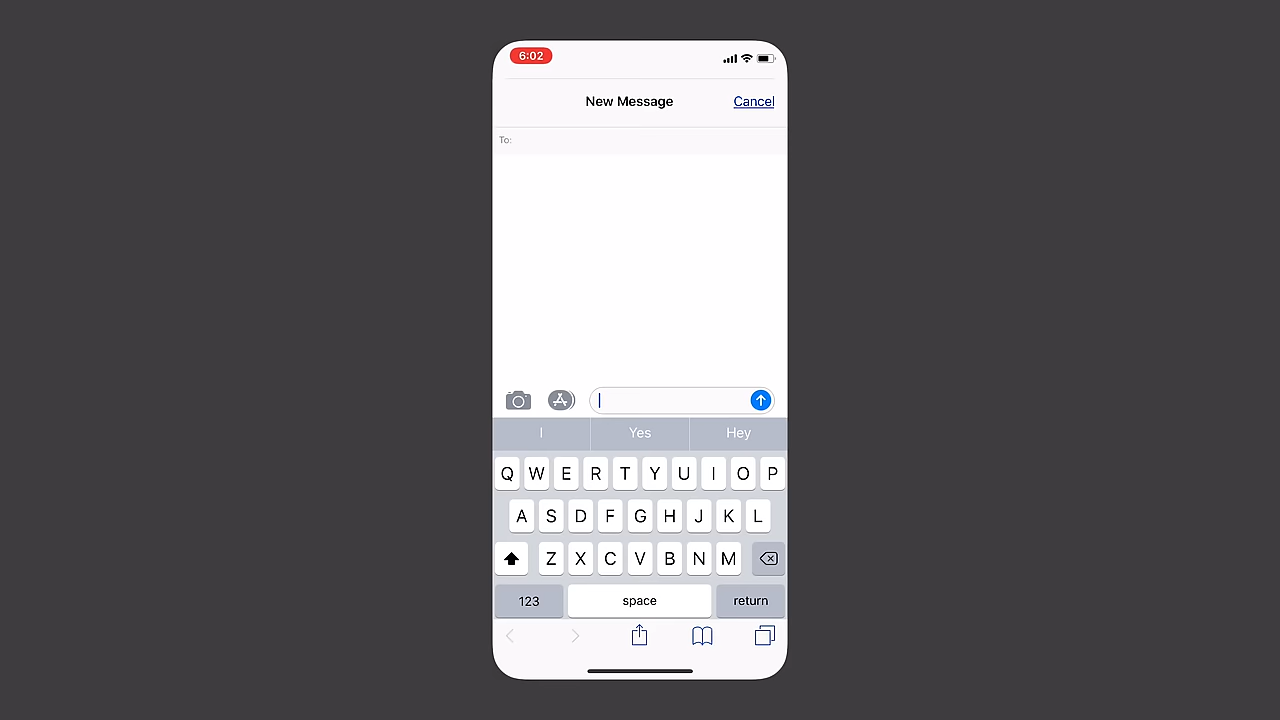 6:02
New Message Cancel
To:
I Yes Hey
Q W E R T Y U I O P
A S D F G H J K L
Z X C V B N M
123 space return